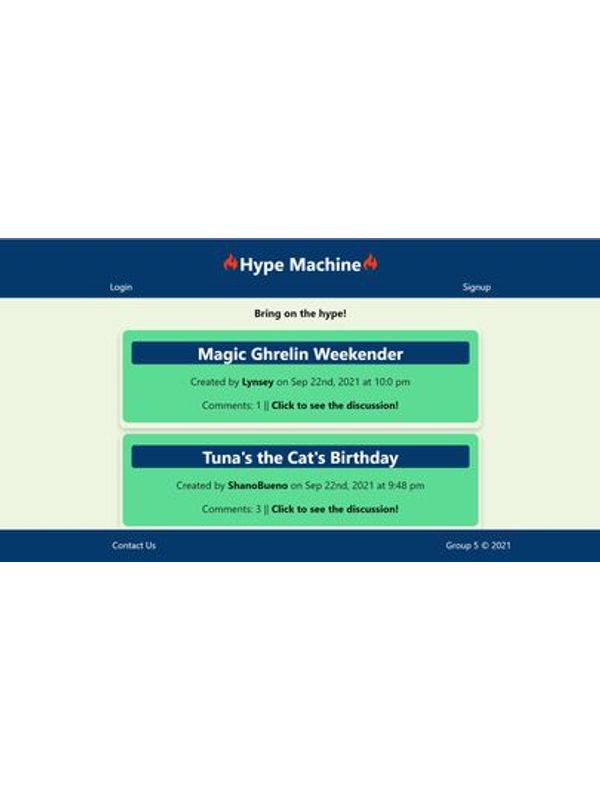 🔥Hype Machine🔥
Login Signup
Bring on the hype!
Magic Ghrelin Weekender
Created by Lynsey on Sep 22nd, 2021 at 10:0 pm
Comments: 1 || Click to see the discussion!
Tuna's the Cat's Birthday
Created by ShanoBueno on Sep 22nd, 2021 at 9:48 pm
Comments: 3 || Click to see the discussion!
Contact Us Group 5 © 2021